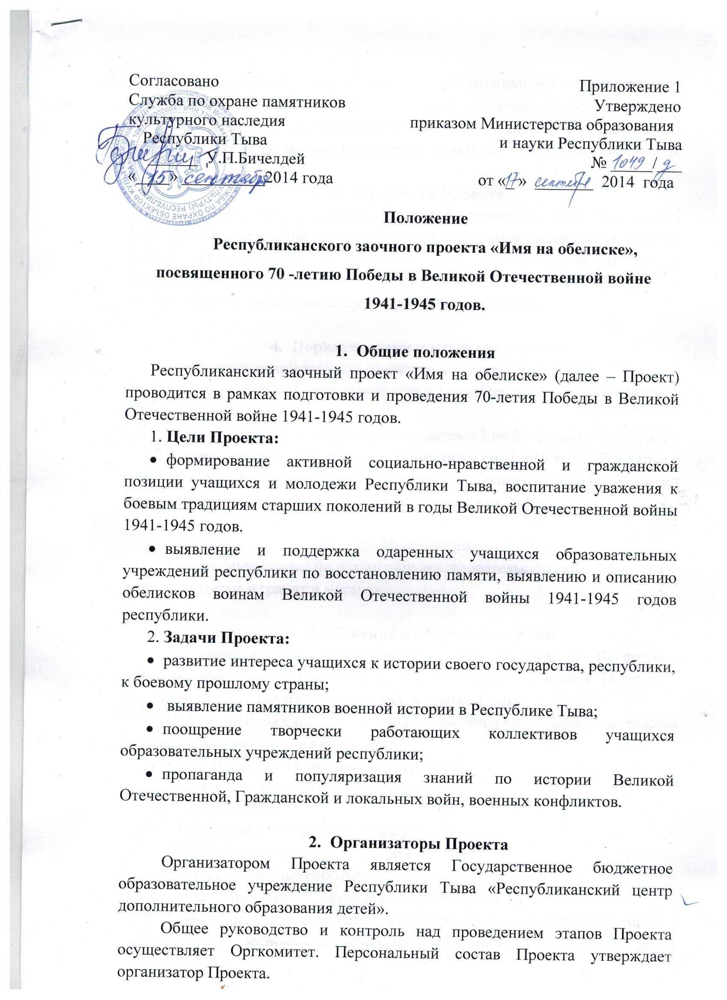 Согласовано
Служба по охране памятников
культурного наследия
Республики Тыва
У.П.Бичелдей
«15» сентября 2014 года
Приложение 1
Утверждено
приказом Министерства образования
и науки Республики Тыва
№ 1049/д
от «17» сентября 2014 года
Положение
Республиканского заочного проекта «Имя на обелиске»,
посвященного 70 -летию Победы в Великой Отечественной войне
1941-1945 годов.
1. Общие положения
Республиканский заочный проект «Имя на обелиске» (далее – Проект)
проводится в рамках подготовки и проведения 70-летия Победы в Великой
Отечественной войне 1941-1945 годов.
1. Цели Проекта:
• формирование активной социально-нравственной и гражданской
позиции учащихся и молодежи Республики Тыва, воспитание уважения к
боевым традициям старших поколений в годы Великой Отечественной войны
1941-1945 годов.
• выявление и поддержка одаренных учащихся образовательных
учреждений республики по восстановлению памяти, выявлению и описанию
обелисков воинам Великой Отечественной войны 1941-1945 годов
республики.
2. Задачи Проекта:
• развитие интереса учащихся к истории своего государства, республики,
к боевому прошлому страны;
• выявление памятников военной истории в Республике Тыва;
• поощрение творчески работающих коллективов учащихся
образовательных учреждений республики;
• пропаганда и популяризация знаний по истории Великой
Отечественной, Гражданской и локальных войн, военных конфликтов.
2. Организаторы Проекта
Организатором Проекта является Государственное бюджетное
образовательное учреждение Республики Тыва «Республиканский центр
дополнительного образования детей».
Общее руководство и контроль над проведением этапов Проекта
осуществляет Оргкомитет. Персональный состав Проекта утверждает
организатор Проекта.